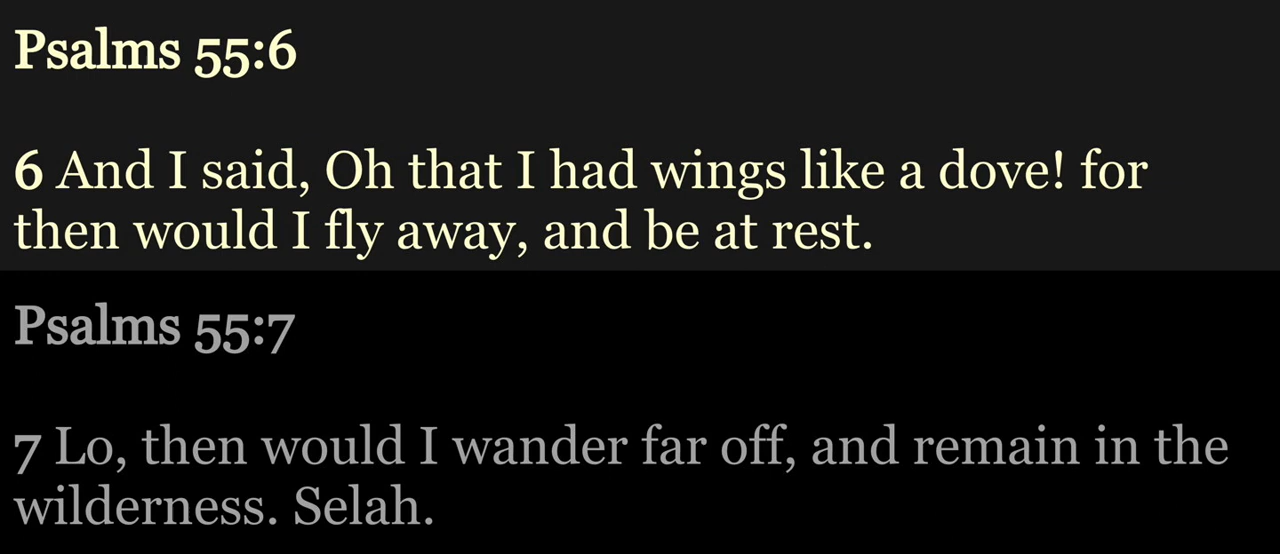 Psalms 55:6
6 And I said, Oh that I had wings like a dove! for
then would I fly away, and be at rest.
Psalms 55:7
7 Lo, then would I wander far off, and remain in the
wilderness. Selah.